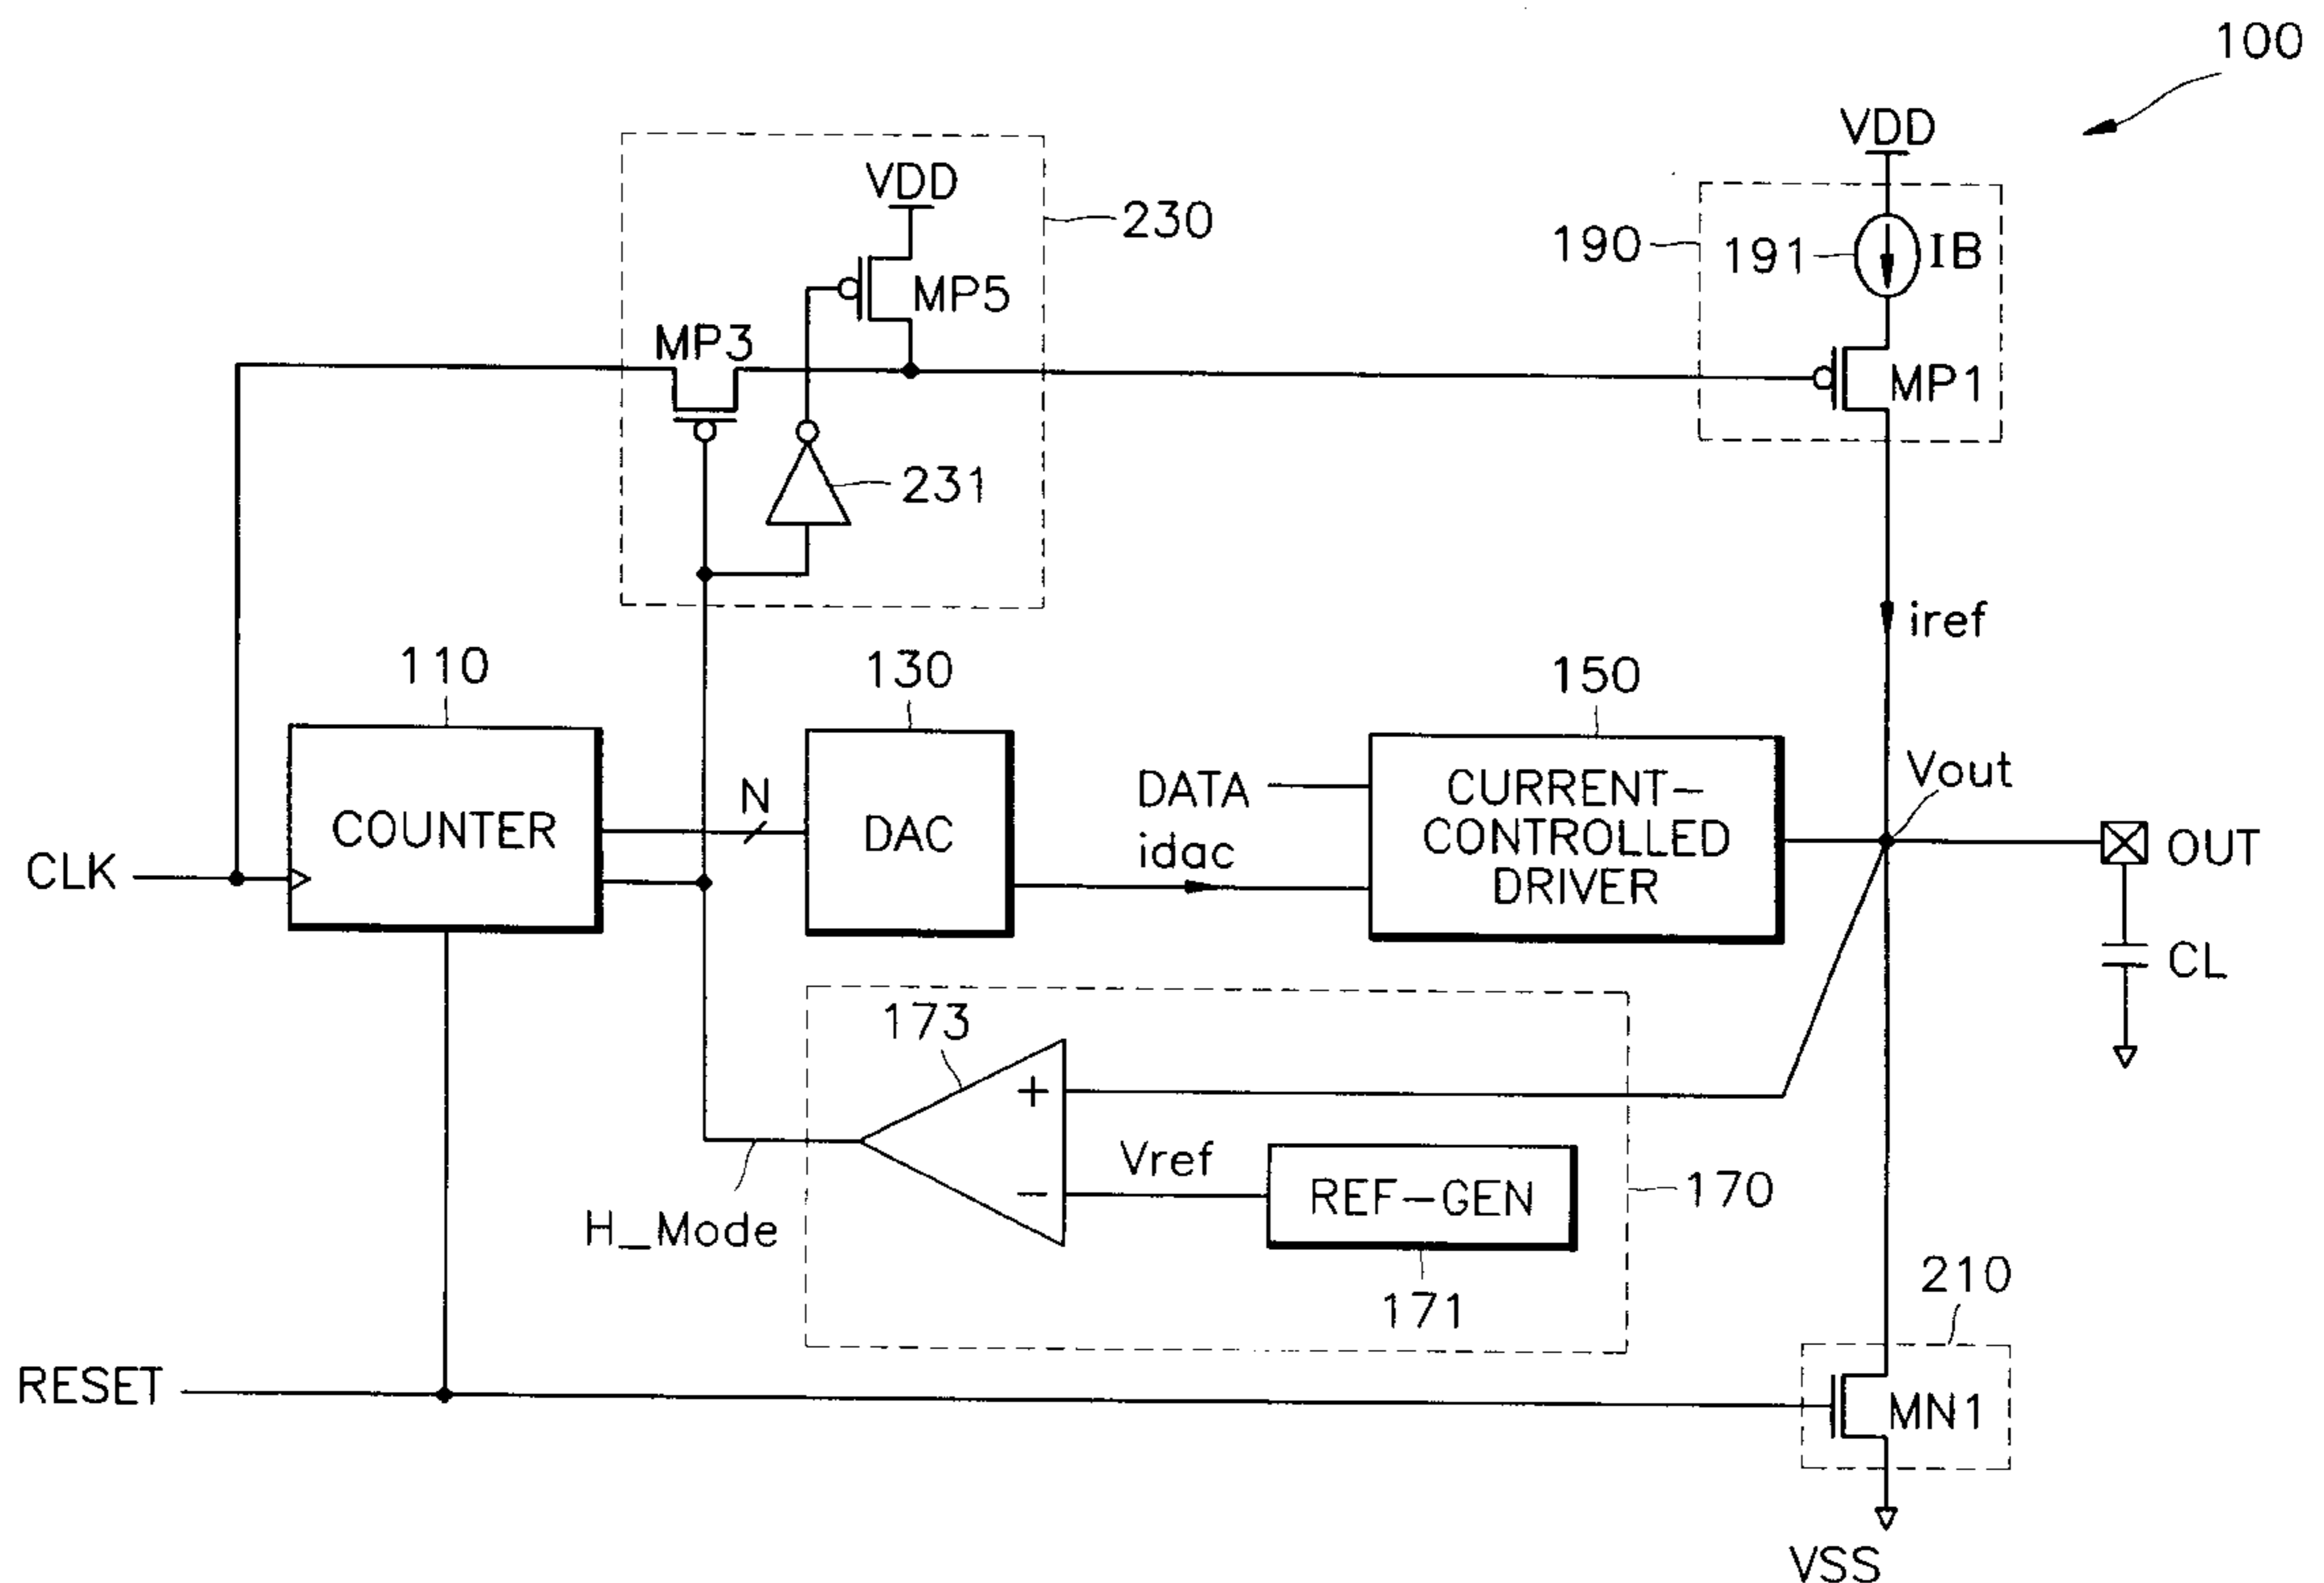 100
VDD
VDD
230
190
191
IB
MP5
MP3
MP1
231
iref
110
130
150
N
DATA
Vout
COUNTER
DAC
CURRENT-
CONTROLLED
DRIVER
idac
CLK
OUT
CL
173
+
Vref
−
REF-GEN
170
H_Mode
171
210
RESET
MN1
VSS